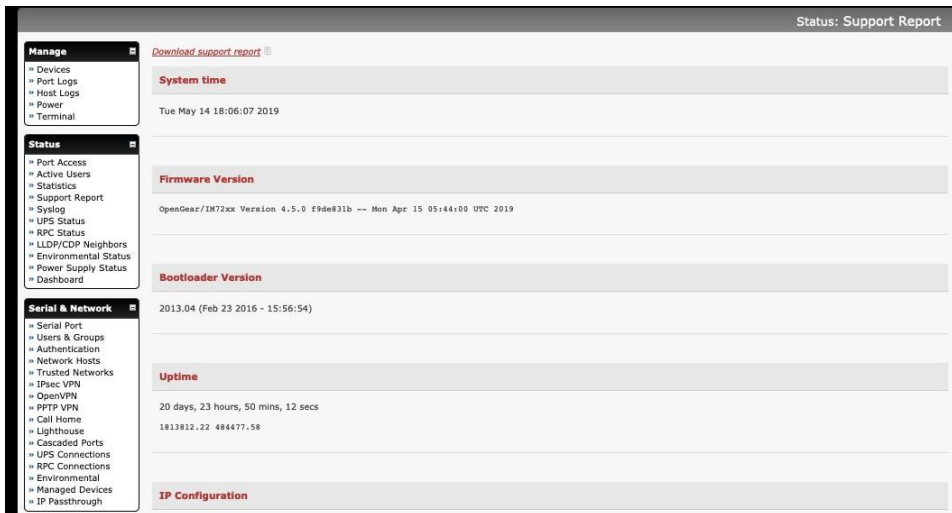 Status: Support Report
Manage
» Devices
» Port Logs
» Host Logs
» Power
» Terminal
Status
» Port Access
» Active Users
» Statistics
» Support Report
» Syslog
» UPS Status
» RPC Status
» LLDP/CDP Neighbors
» Environmental Status
» Power Supply Status
» Dashboard
Serial & Network
» Serial Port
» Users & Groups
» Authentication
» Network Hosts
» Trusted Networks
» IPsec VPN
» OpenVPN
» PPTP VPN
» Call Home
» Lighthouse
» Cascaded Ports
» UPS Connections
» RPC Connections
» Environmental
» Managed Devices
» IP Passthrough
Download support report
System time
Tue May 14 18:06:07 2019
Firmware Version
OpenGear/IM72xx Version 4.5.0 f9de831b -- Mon Apr 15 05:44:00 UTC 2019
Bootloader Version
2013.04 (Feb 23 2016 - 15:56:54)
Uptime
20 days, 23 hours, 50 mins, 12 secs
1813812.22 484477.58
IP Configuration